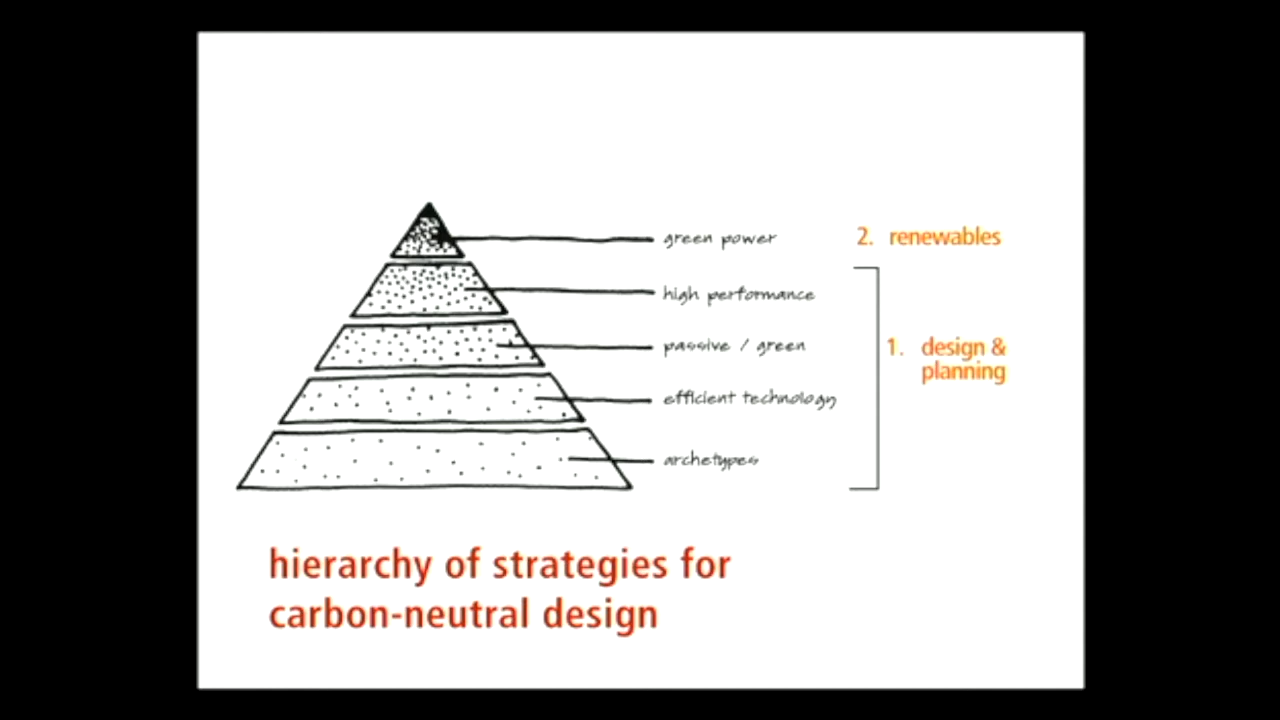 green power
2. renewables
high performance
passive / green
1. design &
planning
efficient technology
archetypes
hierarchy of strategies for
carbon-neutral design